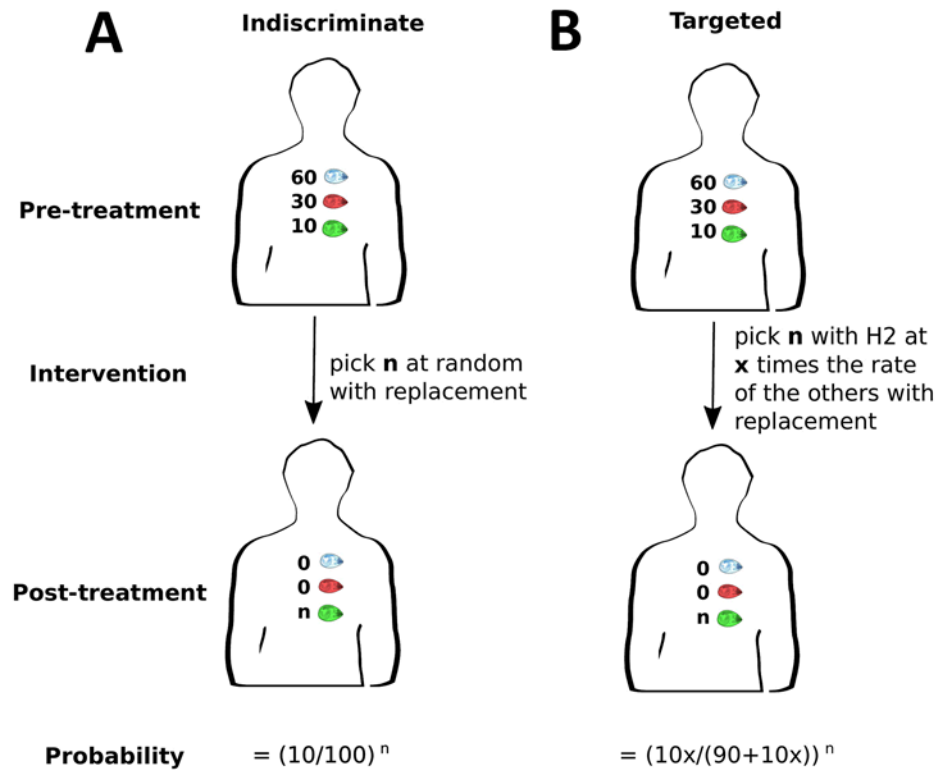 A
Indiscriminate
B
Targeted
Pre-treatment
60
30
10
60
30
10
Intervention
pick n at random
with replacement
pick n with H2 at
x times the rate
of the others with
replacement
Post-treatment
0
0
n
0
0
n
Probability
= (10/100) n
= (10x/(90+10x)) n